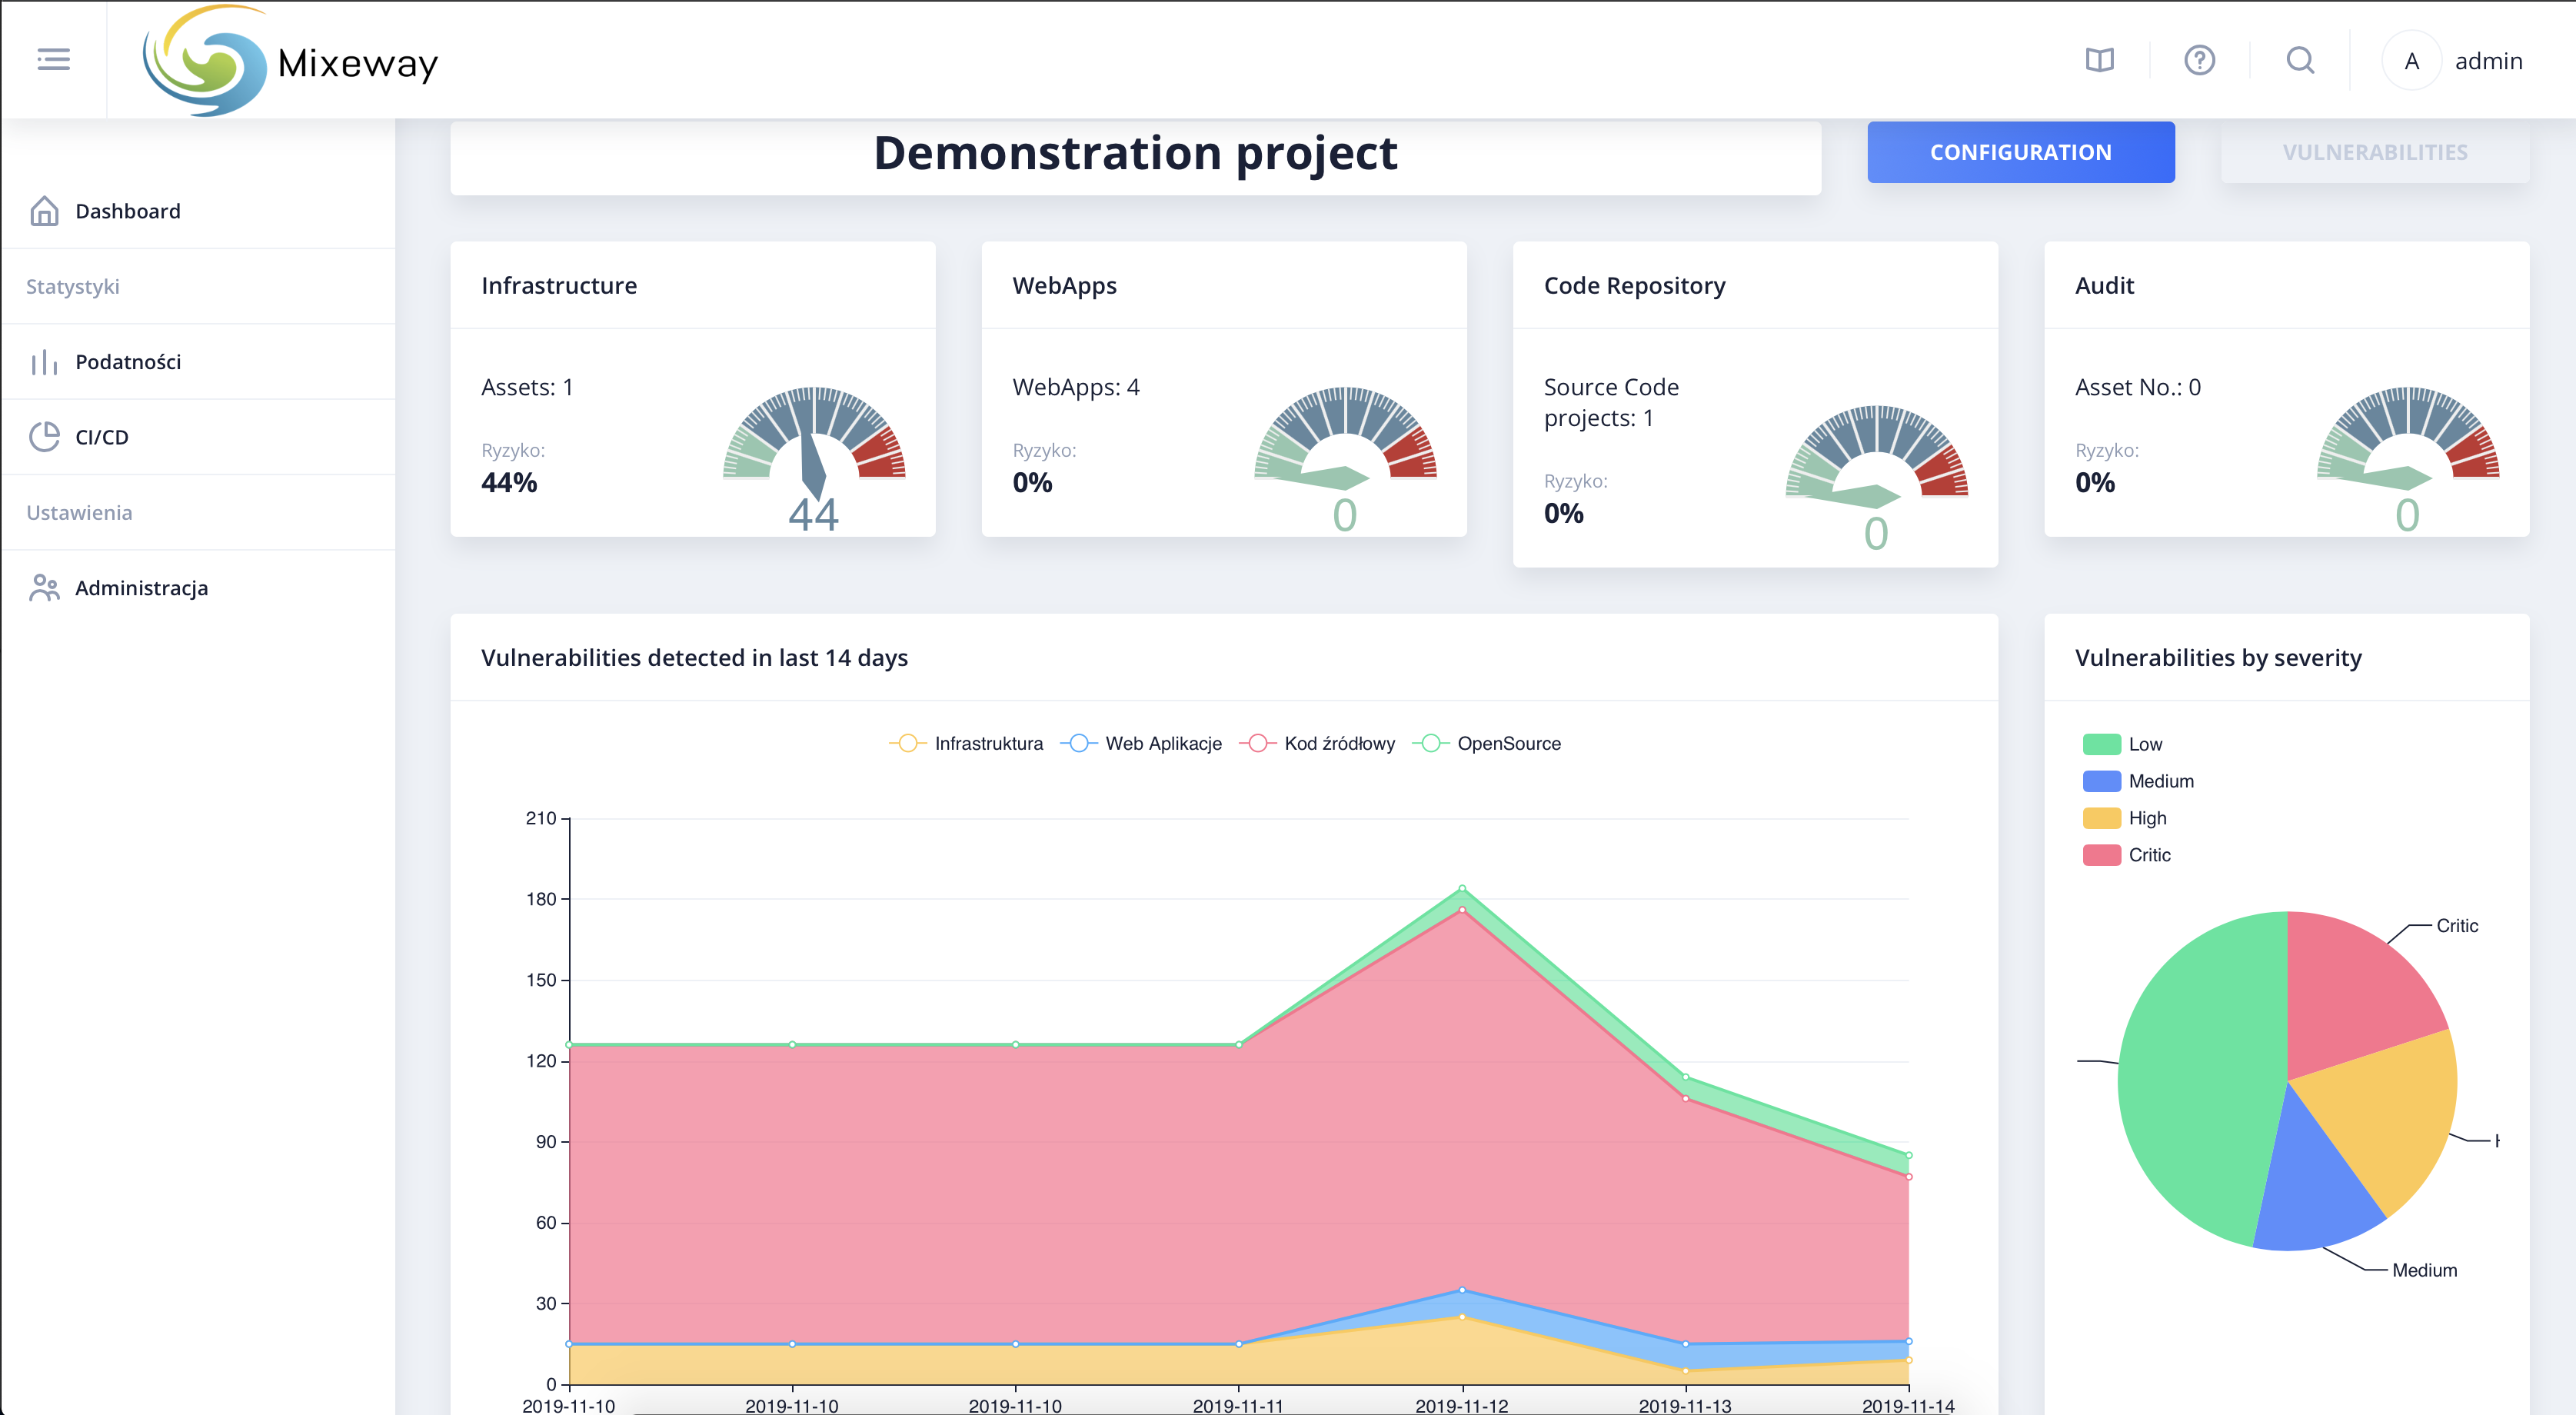 Mixeway
A admin
Demonstration project
CONFIGURATION
VULNERABILITIES
Dashboard
Statystyki
Podatności
CI/CD
Ustawienia
Administracja
Infrastructure
Assets: 1
Ryzyko:
44%
44
WebApps
WebApps: 4
Ryzyko:
0%
0
Code Repository
Source Code
projects: 1
Ryzyko:
0%
0
Audit
Asset No.: 0
Ryzyko:
0%
0
Vulnerabilities detected in last 14 days
Infrastruktura Web Aplikacje Kod źródłowy OpenSource
210
180
150
120
90
60
30
0
2019-11-10 2019-11-10 2019-11-10 2019-11-11 2019-11-12 2019-11-13 2019-11-14
Vulnerabilities by severity
Low
Medium
High
Critic
Critic
Medium